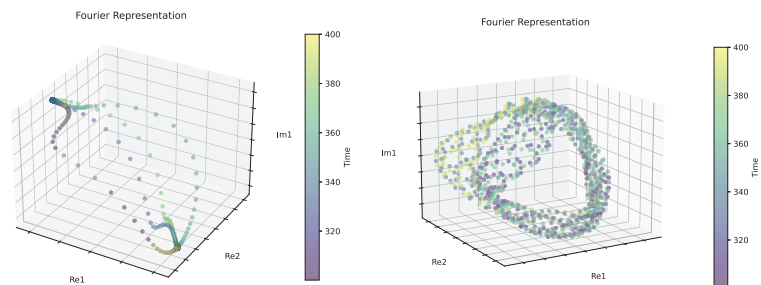 Fourier Representation
400
380
360
340
320
Time
Im1
Re2
Re1
Fourier Representation
400
380
360
340
320
Time
Im1
Re2
Re1